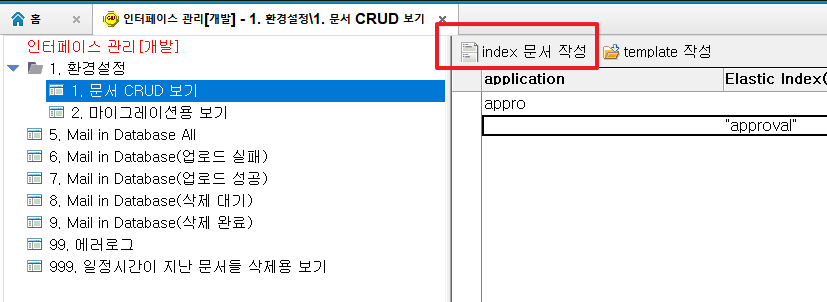 홈
인터페이스 관리[개발] - 1. 환경설정\1. 문서 CRUD 보기
인터페이스 관리[개발]
1. 환경설정
1. 문서 CRUD 보기
2. 마이그레이션용 보기
5. Mail in Database All
6. Mail in Database(업로드 실패)
7. Mail in Database(업로드 성공)
8. Mail in Database(삭제 대기)
9. Mail in Database(삭제 완료)
99. 에러로그
999. 일정시간이 지난 문서들 삭제용 보기
index 문서 작성 template 작성
application Elastic Index(
appro
"approval"